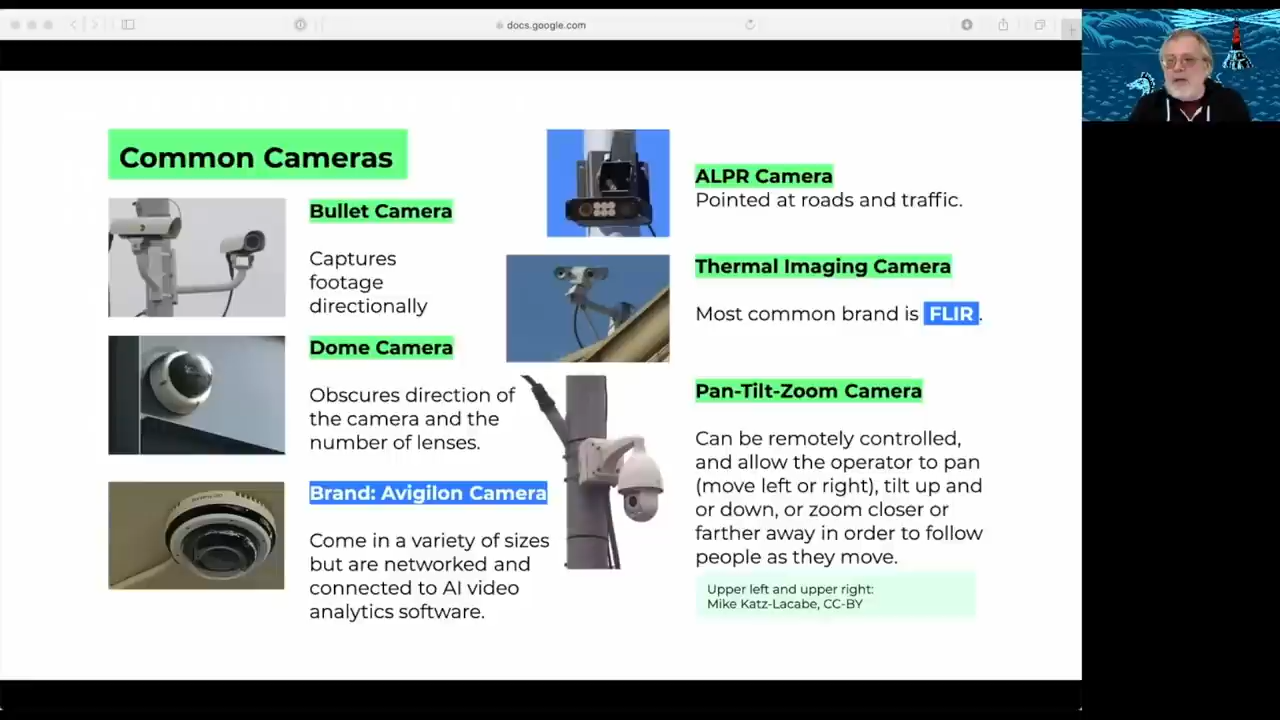 docs.google.com
Common Cameras
Bullet Camera
Captures
footage
directionally
Dome Camera
Obscures direction of
the camera and the
number of lenses.
Brand: Avigilon Camera
Come in a variety of sizes
but are networked and
connected to AI video
analytics software.
ALPR Camera
Pointed at roads and traffic.
Thermal Imaging Camera
Most common brand is FLIR.
Pan-Tilt-Zoom Camera
Can be remotely controlled,
and allow the operator to pan
(move left or right), tilt up and
or down, or zoom closer or
farther away in order to follow
people as they move.
Upper left and upper right:
Mike Katz-Lacabe, CC-BY